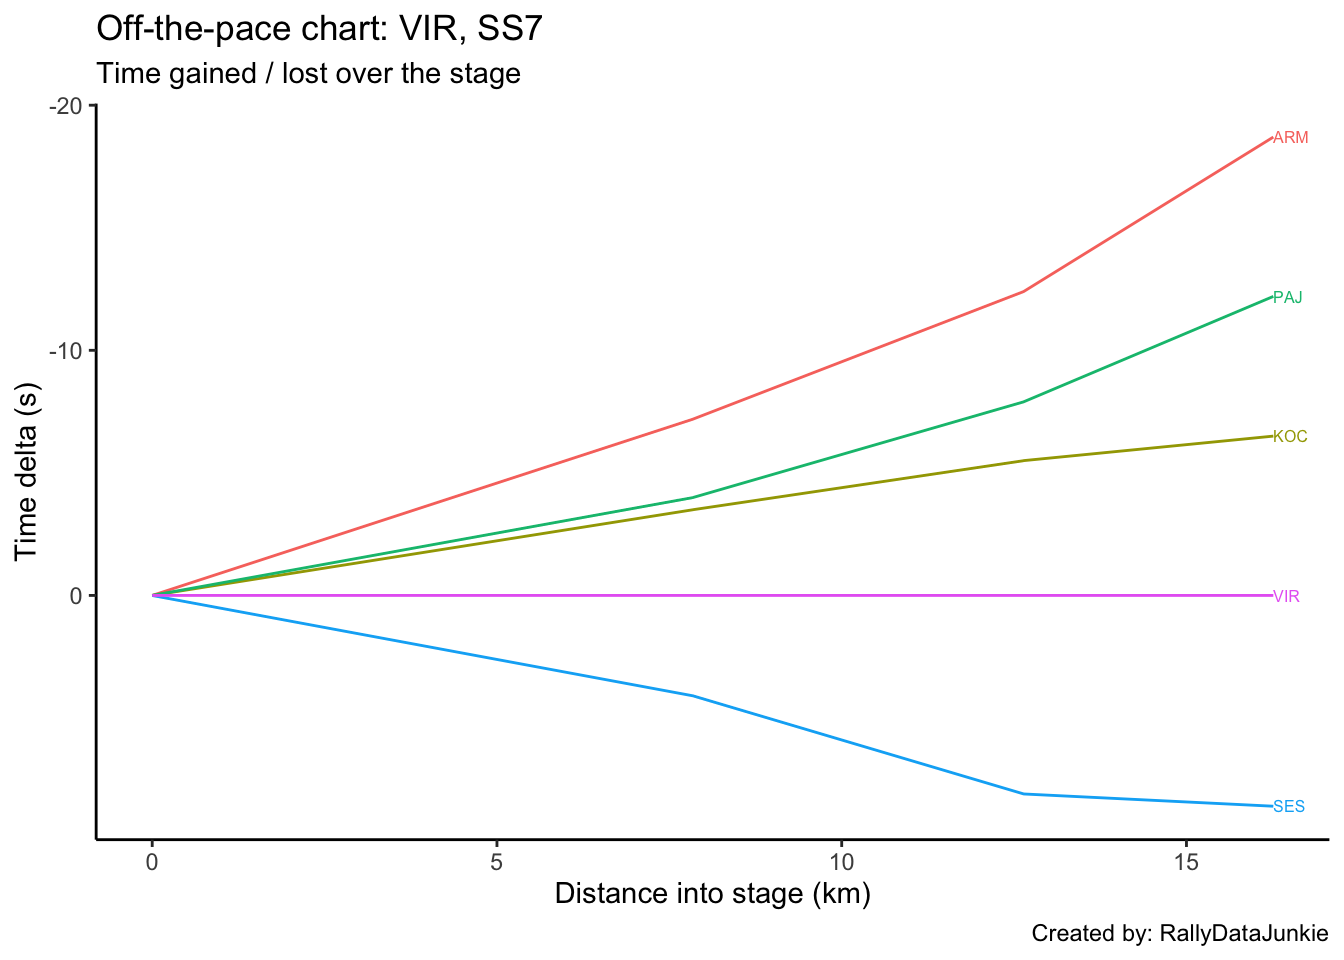 Off-the-pace chart: VIR, SS7
Time gained / lost over the stage
-20
ARM
PAJ
-10
KOC
Time delta (s)
0
VIR
SES
0 5 10 15
Distance into stage (km)
Created by: RallyDataJunkie